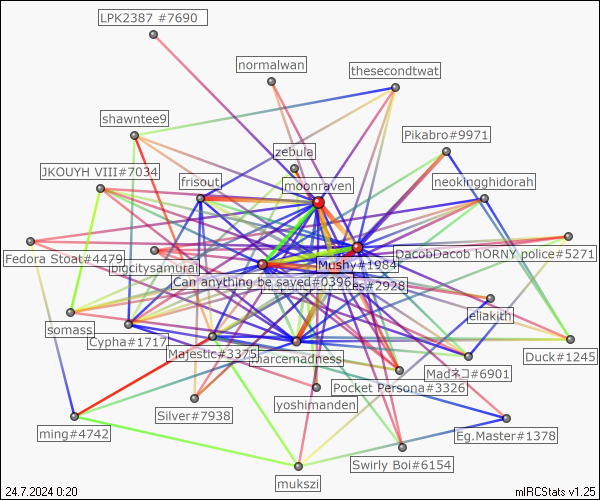 LPK2387 #7690
normalwan
thesecondtwat
shawntee9
Pikabro#9971
zebula
JKOUYH VIII#7034
frisout
moonraven
neokingghidorah
Fedora Stoat#4479
DacobDacob hORNY police#5271
bigcitysamurai
Mushy#1984
Can anything be saved#0396
es#2928
eliakith
somass
Cypha#1717
Majestic#3375
marcemadness
Duck#1245
Madネコ#6901
Pocket Persona#3326
yoshimanden
Silver#7938
ming#4742
Eg.Master#1378
Swirly Boi#6154
mukszi
24.7.2024 0:20
mIRCStats v1.25